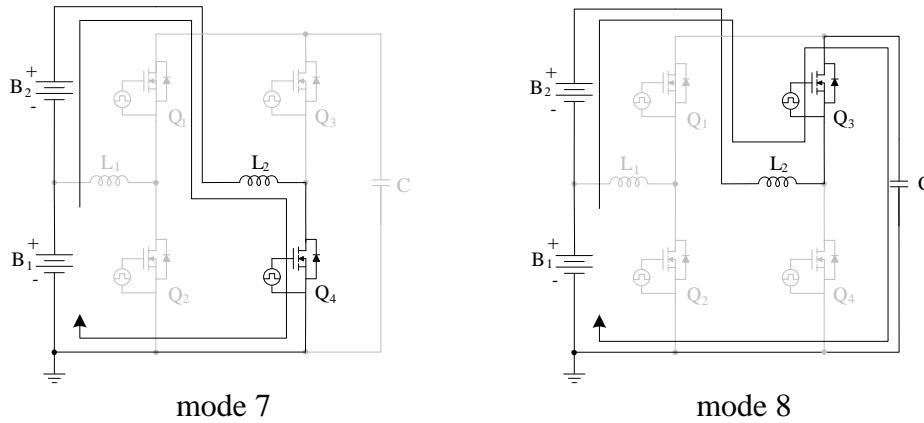 +
B2
-
Q1
Q3
L1
L2
C
+
B1
-
Q2
Q4
mode 7
+
B2
-
Q1
Q3
L1
L2
+
B1
-
Q2
Q4
mode 8